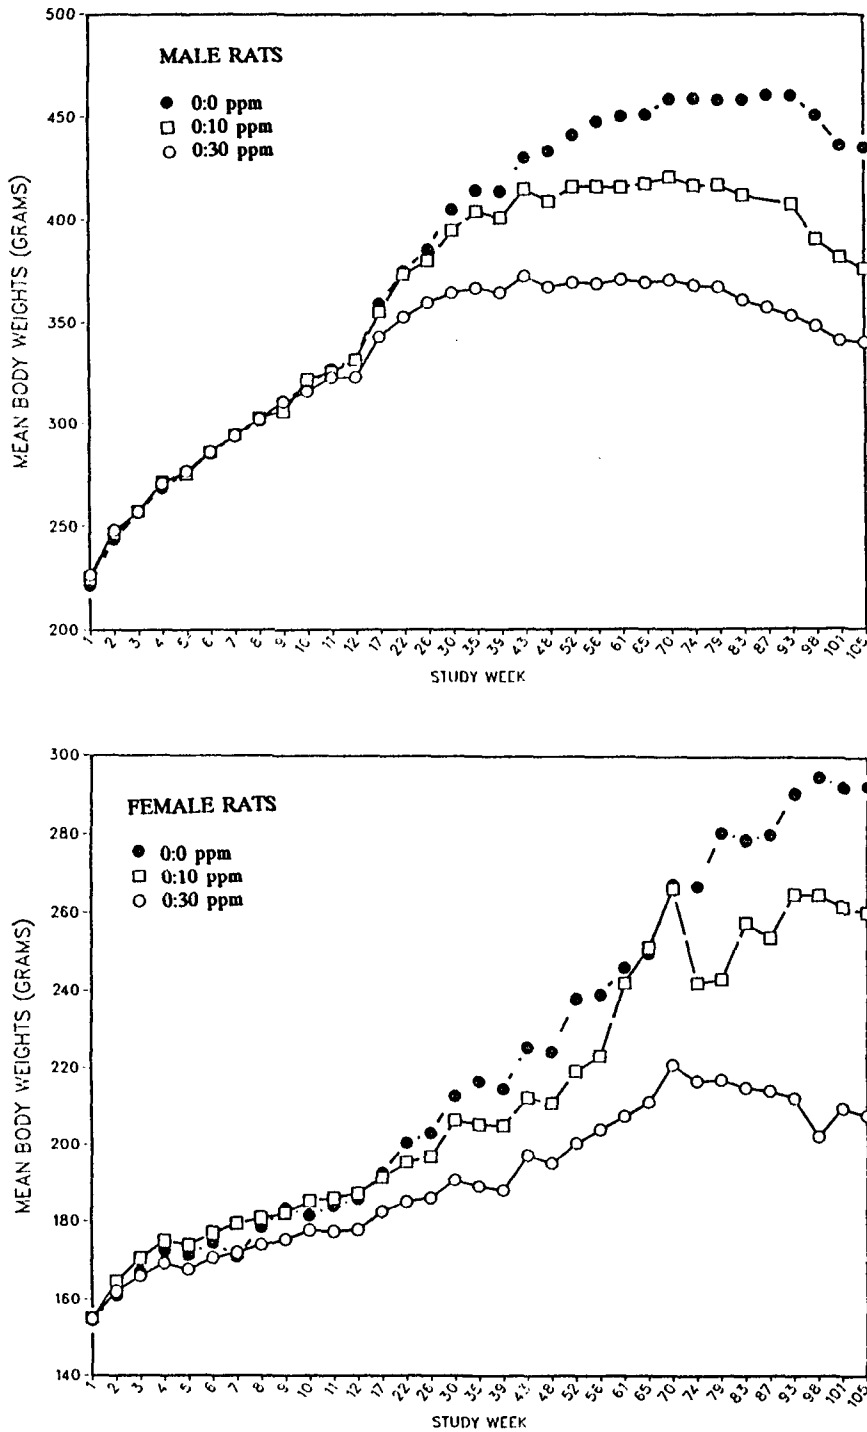 500
450
400
350
300
250
200
MEAN BODY WEIGHTS (GRAMS)
MALE RATS
0:0 ppm
0:10 ppm
0:30 ppm
1 2 3 4 5 6 7 8 9 10 11 12 17 22 26 30 35 39 43 48 52 56 61 65 70 74 79 83 87 93 98 101 105
STUDY WEEK
300
280
260
240
220
200
180
160
140
MEAN BODY WEIGHTS (GRAMS)
FEMALE RATS
0:0 ppm
0:10 ppm
0:30 ppm
1 2 3 4 5 6 7 8 9 10 11 12 17 22 26 30 35 39 43 48 52 56 61 65 70 74 79 83 87 93 98 101 105
STUDY WEEK